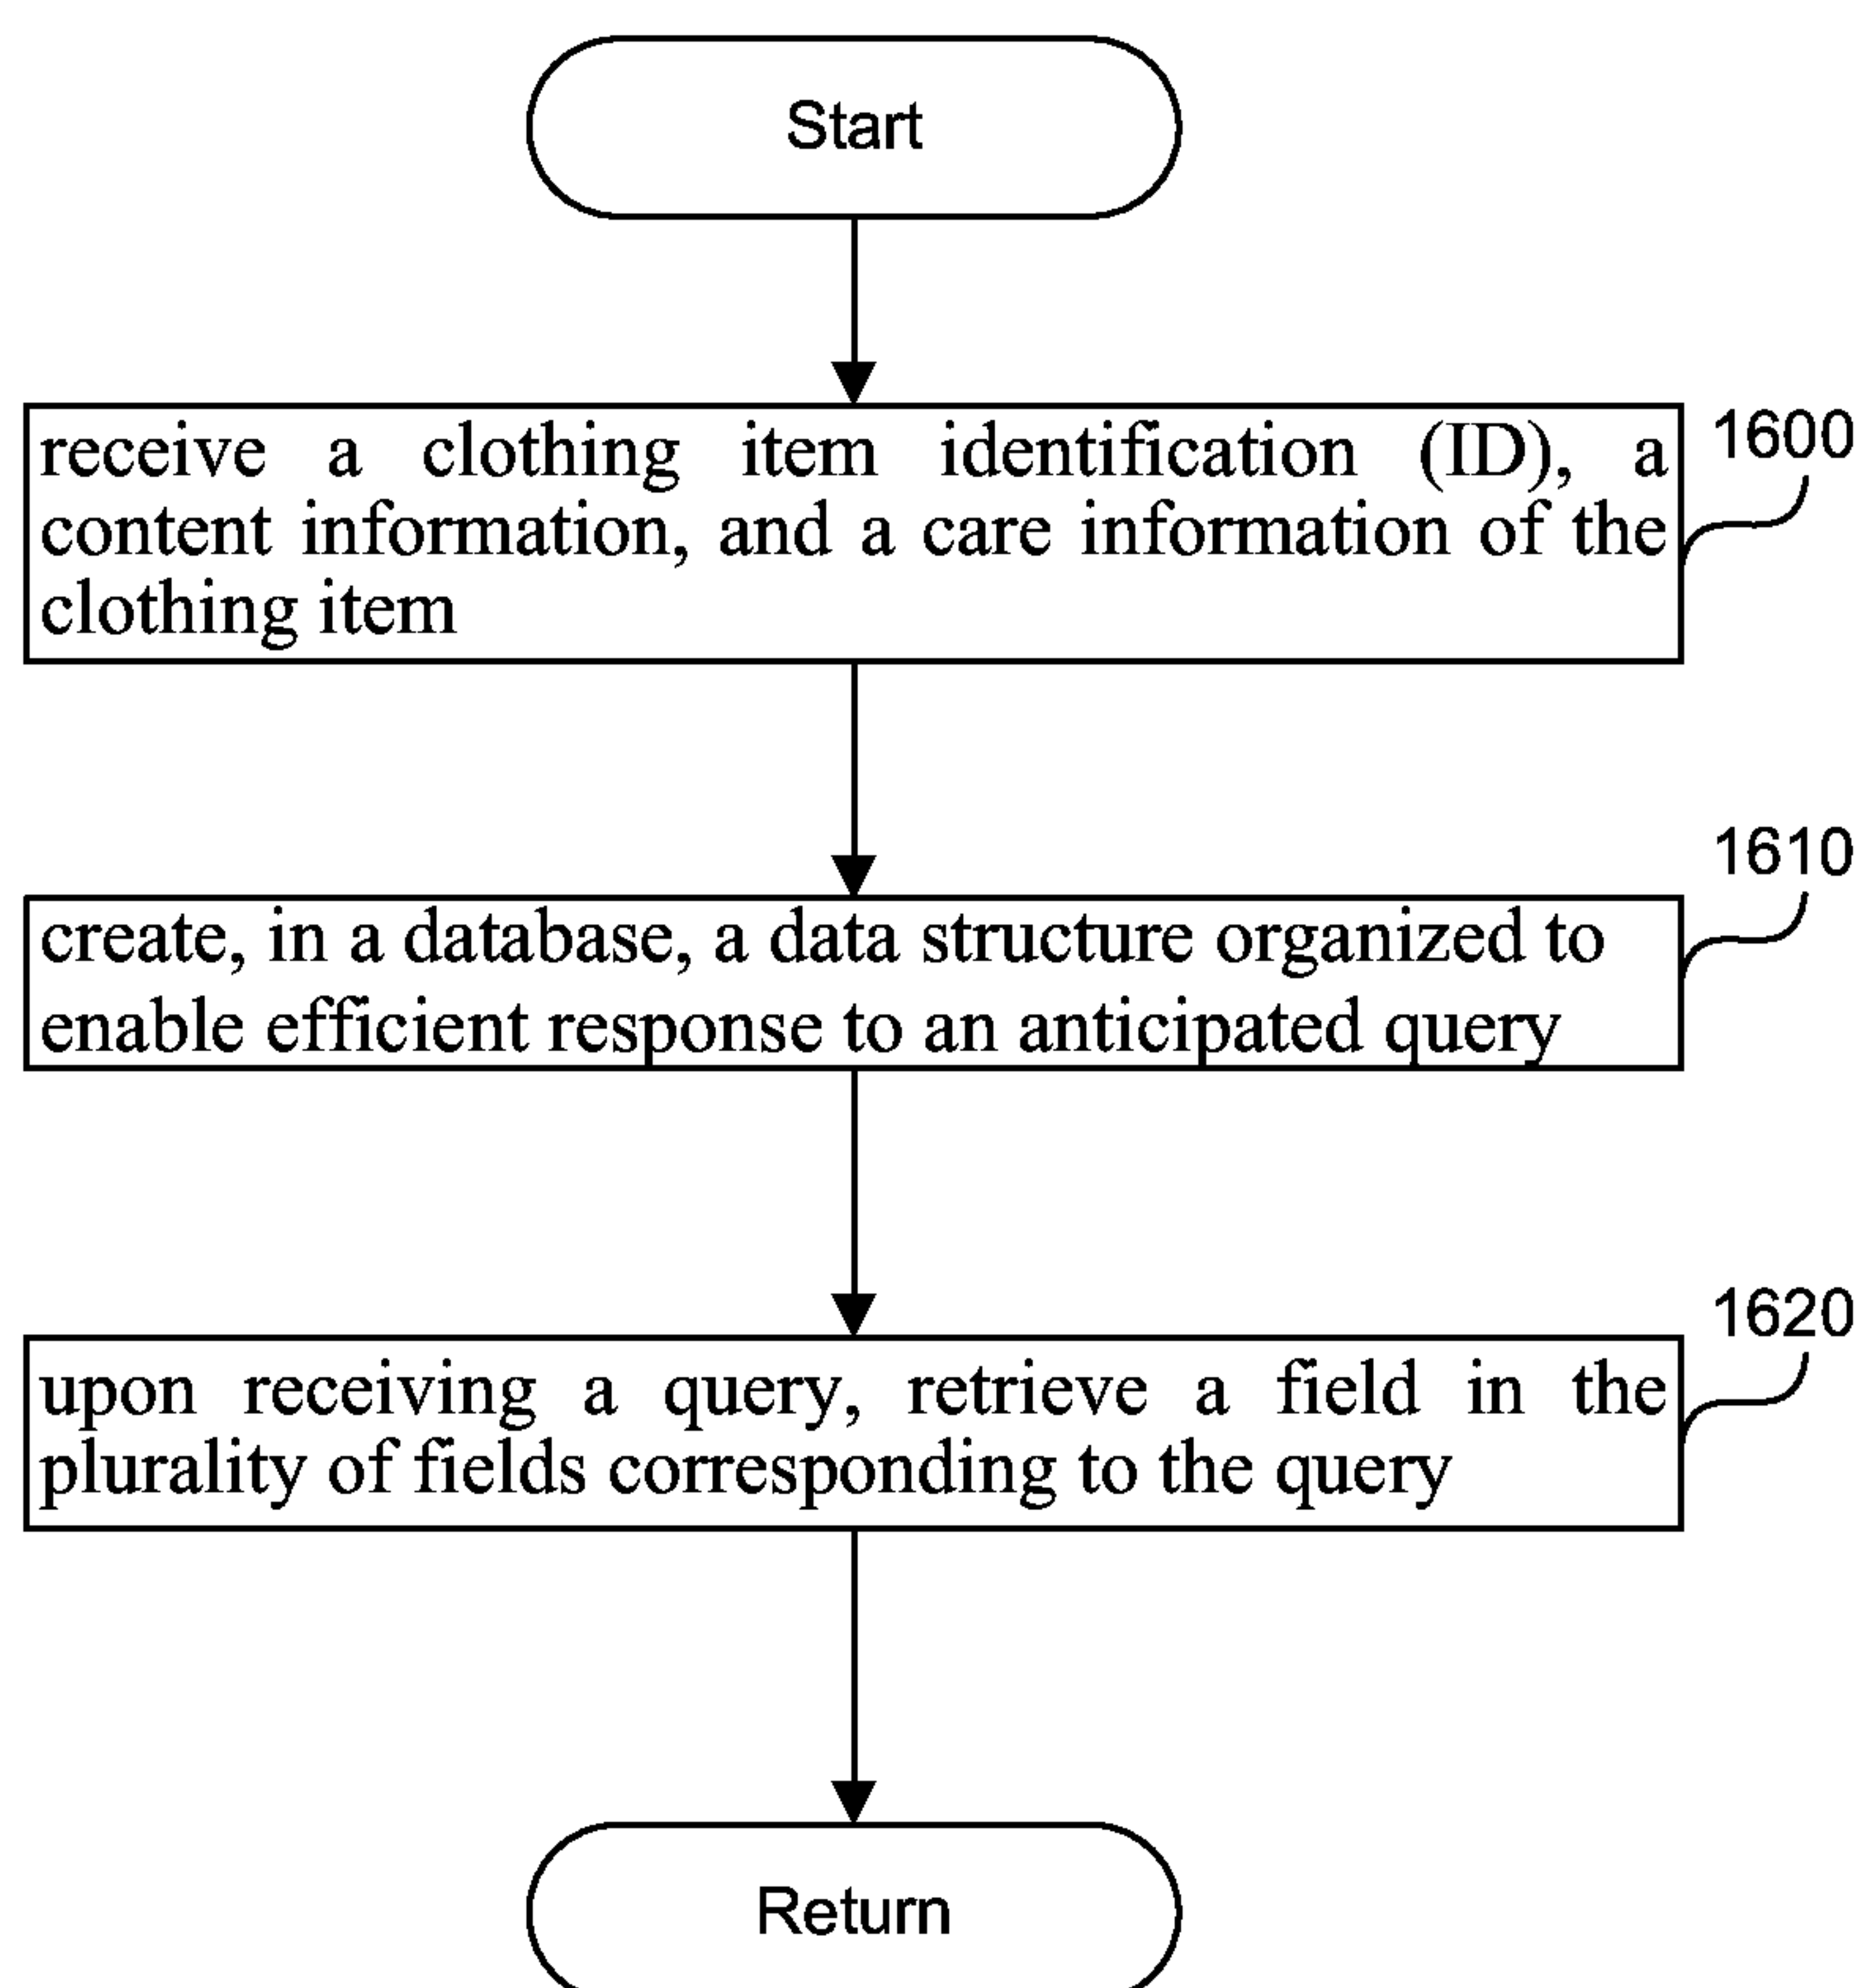 Start
receive a clothing item identification (ID), a
content information, and a care information of the
clothing item
1600
create, in a database, a data structure organized to
enable efficient response to an anticipated query
1610
upon receiving a query, retrieve a field in the
plurality of fields corresponding to the query
1620
Return